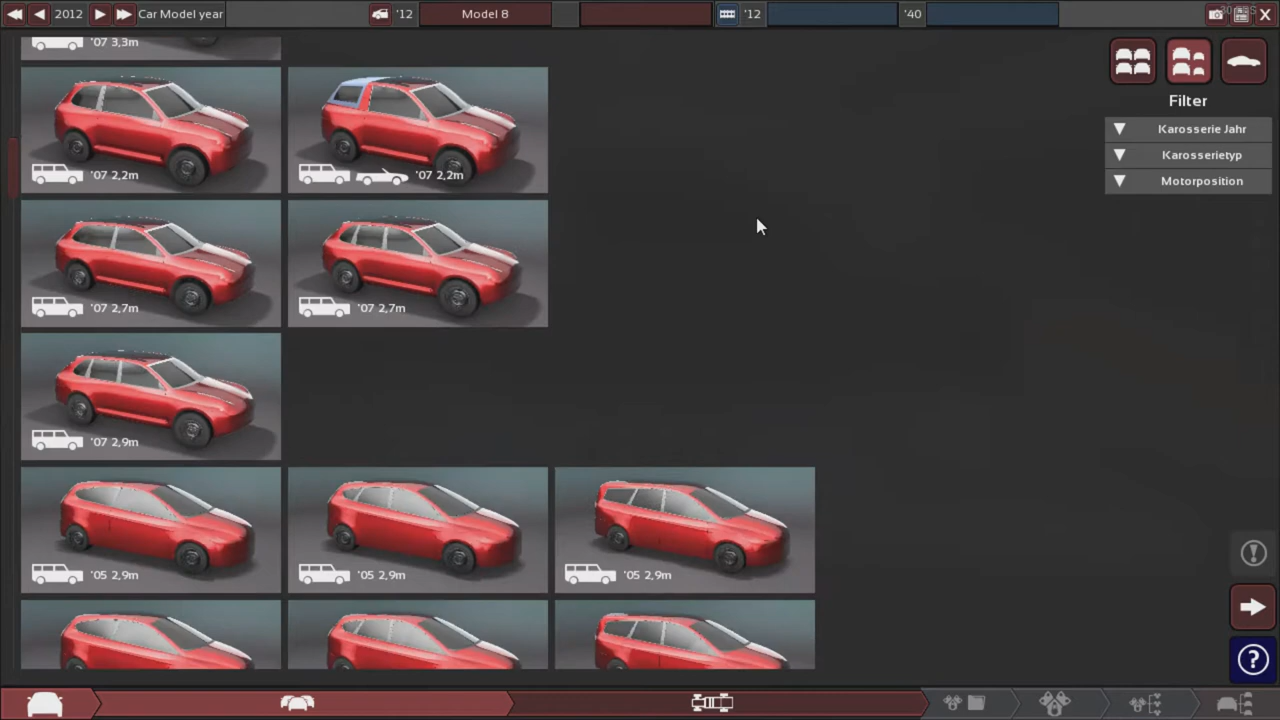 2012 Car Model year '12 Model 8 '12 '40
'07 3,3m
'07 2,2m '07 2,2m
'07 2,7m '07 2,7m
'07 2,9m
'05 2,9m '05 2,9m '05 2,9m
Filter
Karosserie Jahr
Karosserietyp
Motorposition